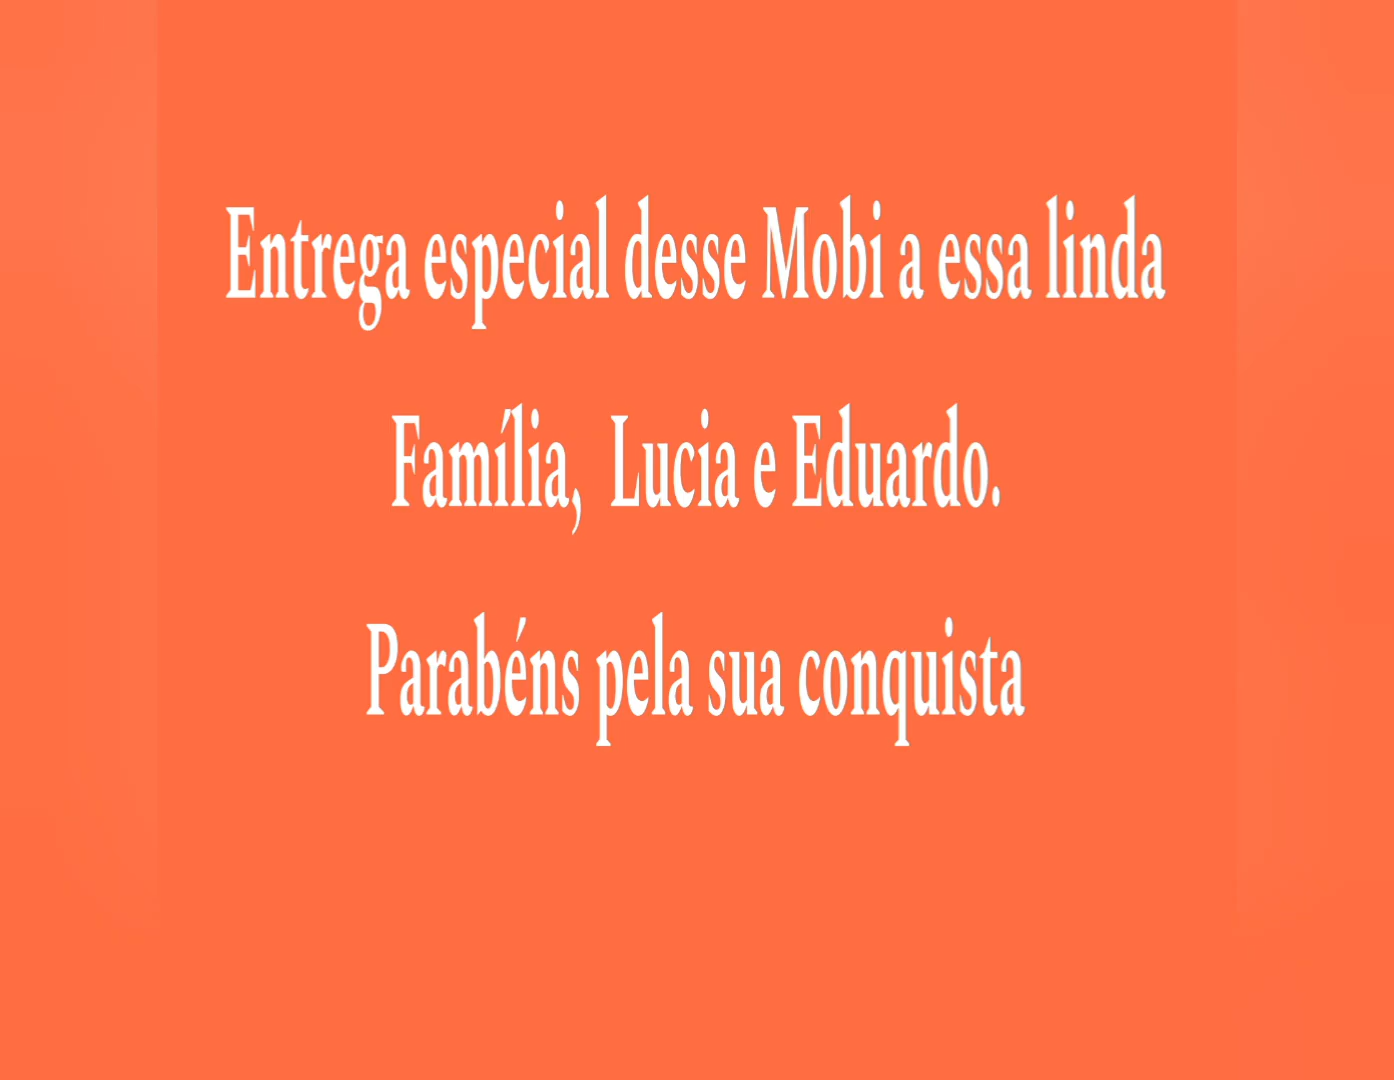 Entrega especial desse Mobi a essa linda
Família, Lucia e Eduardo.
Parabéns pela sua conquista